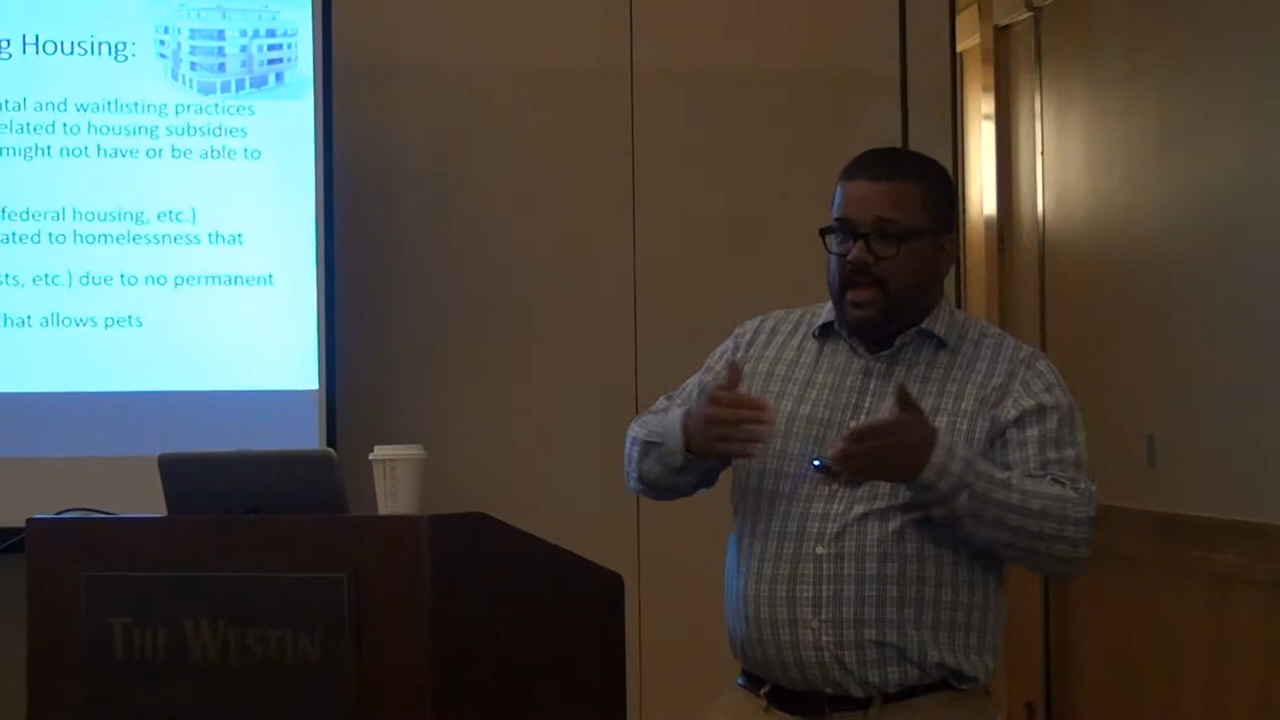 g Housing:
tal and waitlisting practices
elated to housing subsidies
might not have or be able to
federal housing, etc.)
ated to homelessness that
sts, etc.) due to no permanent
hat allows pets
THE WESTIN